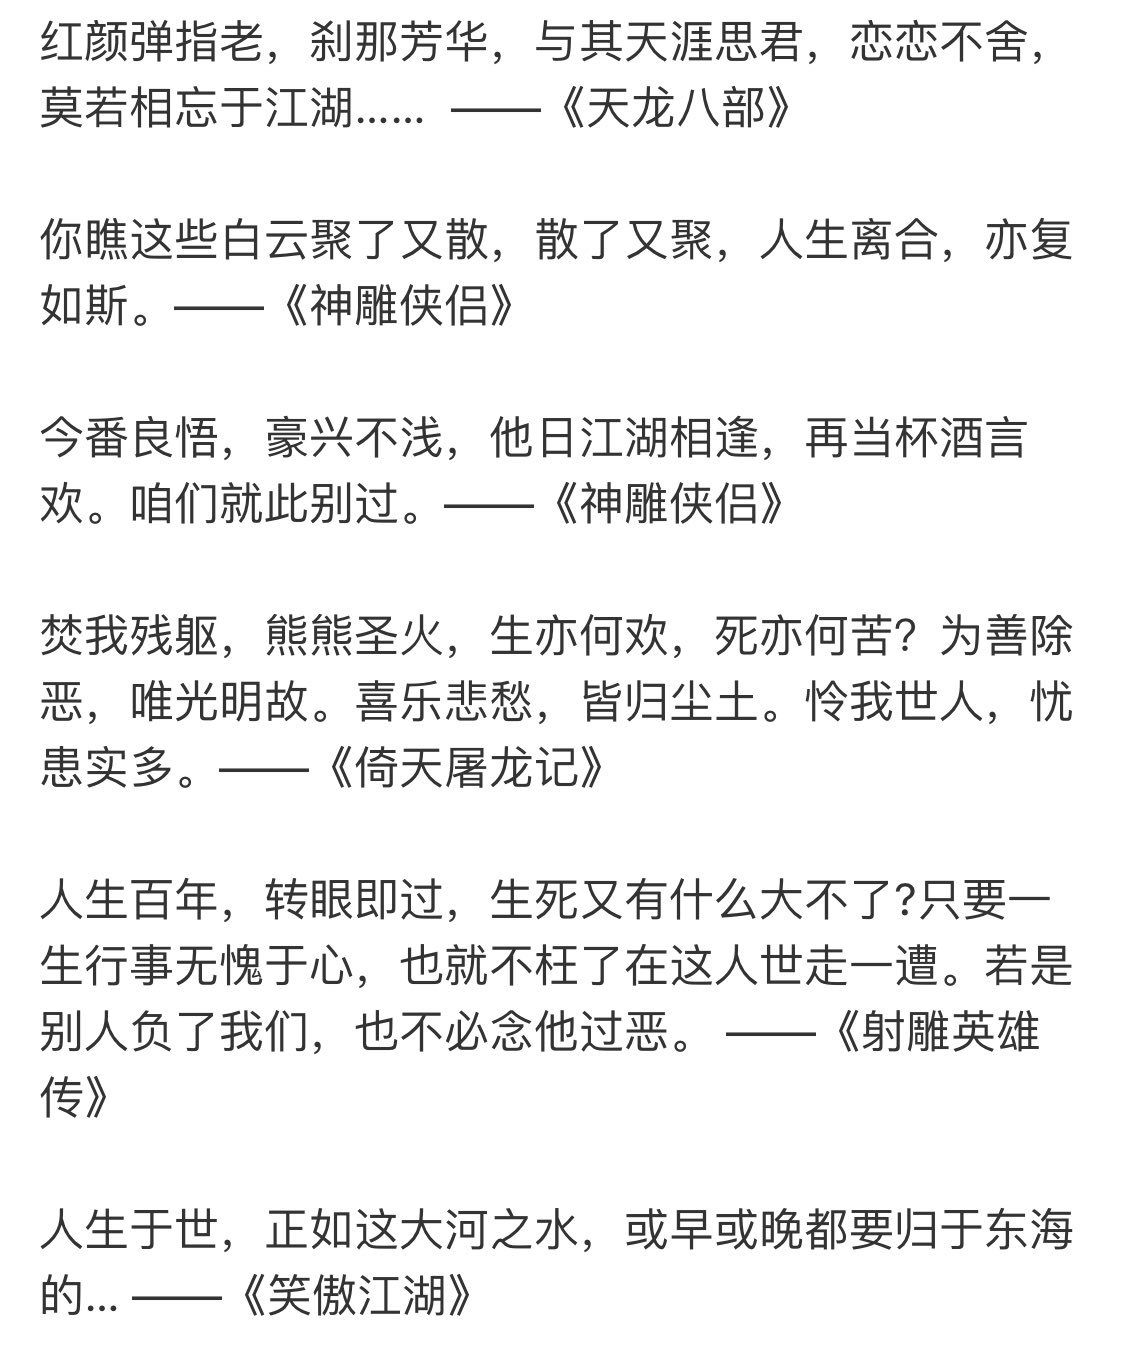 红颜弹指老，刹那芳华，与其天涯思君，恋恋不舍，
莫若相忘于江湖…… ——《天龙八部》
你瞧这些白云聚了又散，散了又聚，人生离合，亦复
如斯。——《神雕侠侣》
今番良悟，豪兴不浅，他日江湖相逢，再当杯酒言
欢。咱们就此别过。——《神雕侠侣》
焚我残躯，熊熊圣火，生亦何欢，死亦何苦？为善除
恶，唯光明故。喜乐悲愁，皆归尘土。怜我世人，忧
患实多。——《倚天屠龙记》
人生百年，转眼即过，生死又有什么大不了?只要一
生行事无愧于心，也就不枉了在这人世走一遭。若是
别人负了我们，也不必念他过恶。 ——《射雕英雄
传》
人生于世，正如这大河之水，或早或晚都要归于东海
的... ——《笑傲江湖》